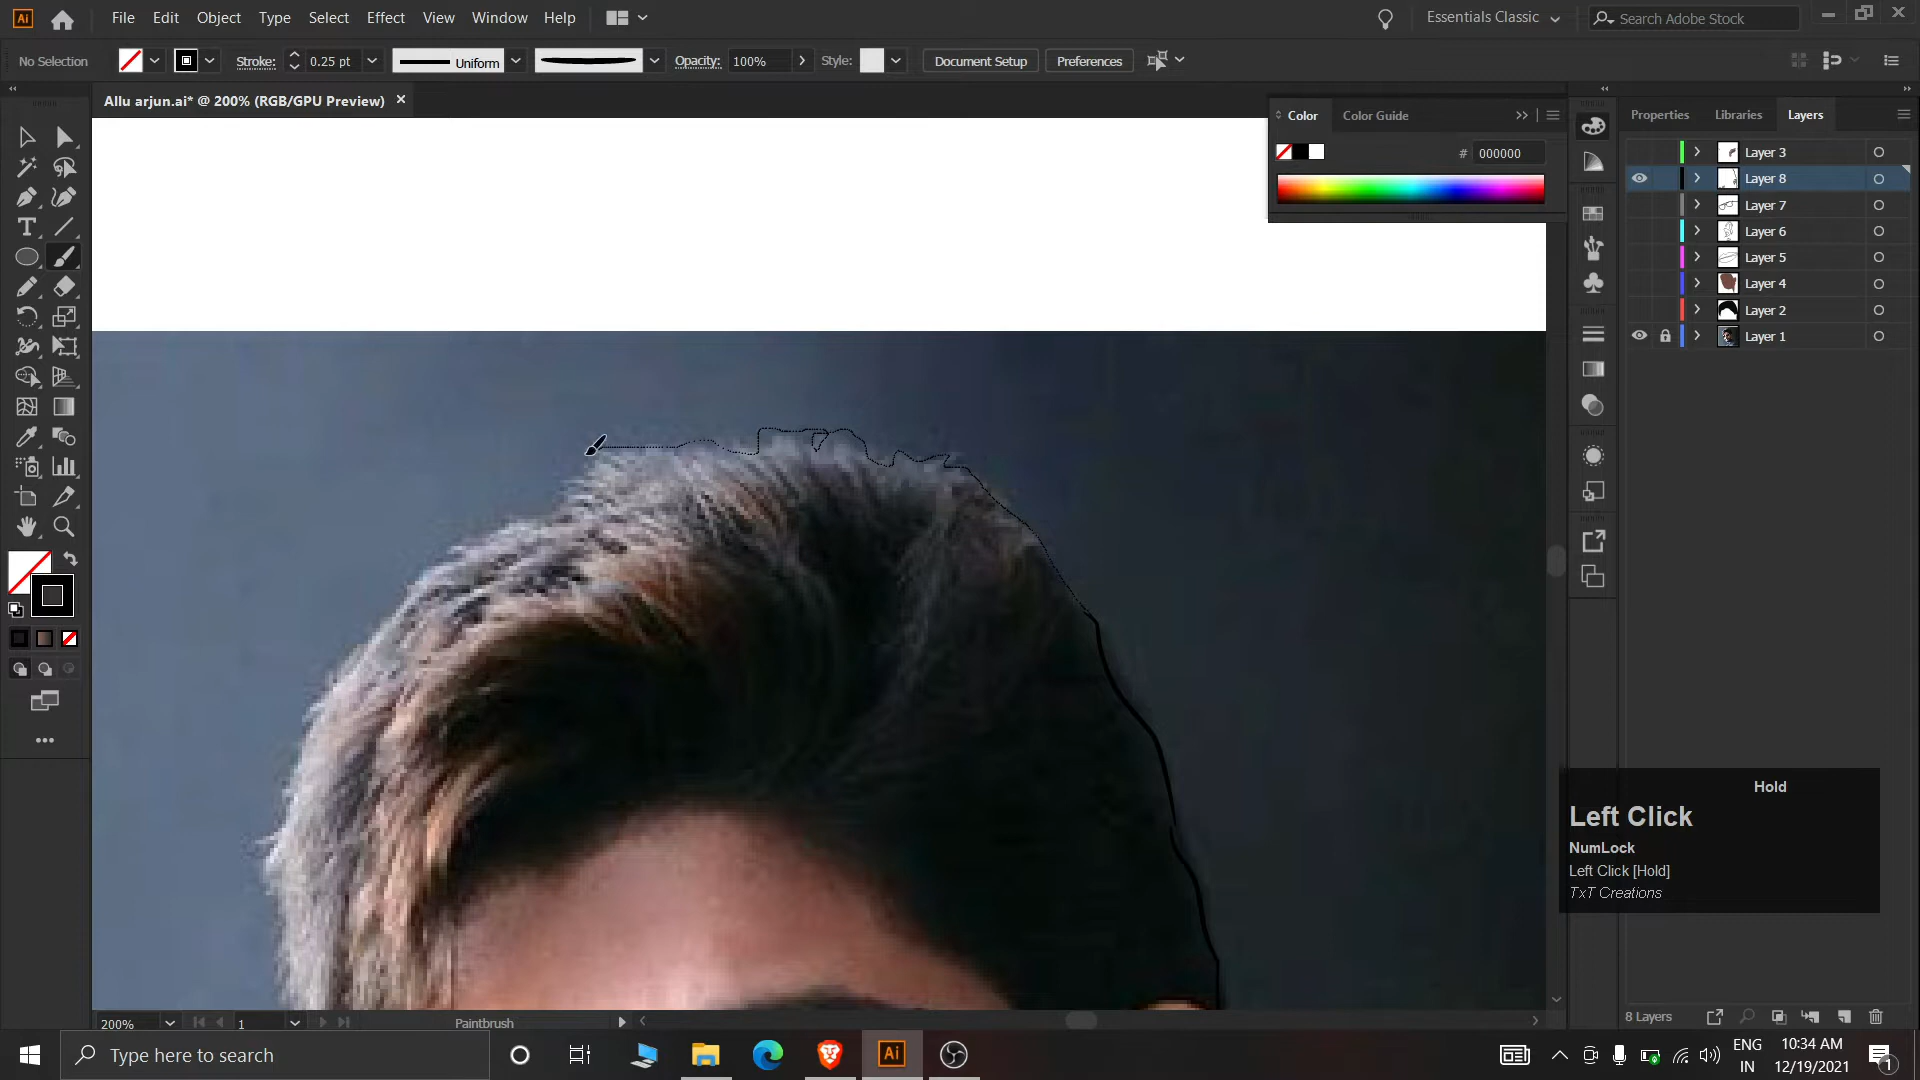 Ai File Edit Object Type Select Effect View Window Help Essentials Classic Search Adobe Stock
No Selection Stroke: 0.25 pt Uniform Opacity: 100% Style: Document Setup Preferences
Allu arjun.ai* @ 200% (RGB/GPU Preview) ×
Color Color Guide
# 000000
Properties Libraries Layers
Layer 3
Layer 8
Layer 7
Layer 6
Layer 5
Layer 4
Layer 2
Layer 1
Hold
Left Click
NumLock
Left Click [Hold]
TxT Creations
200% 1 Paintbrush
8 Layers
Type here to search
Ai
ENG
IN
10:34 AM
12/19/2021
1